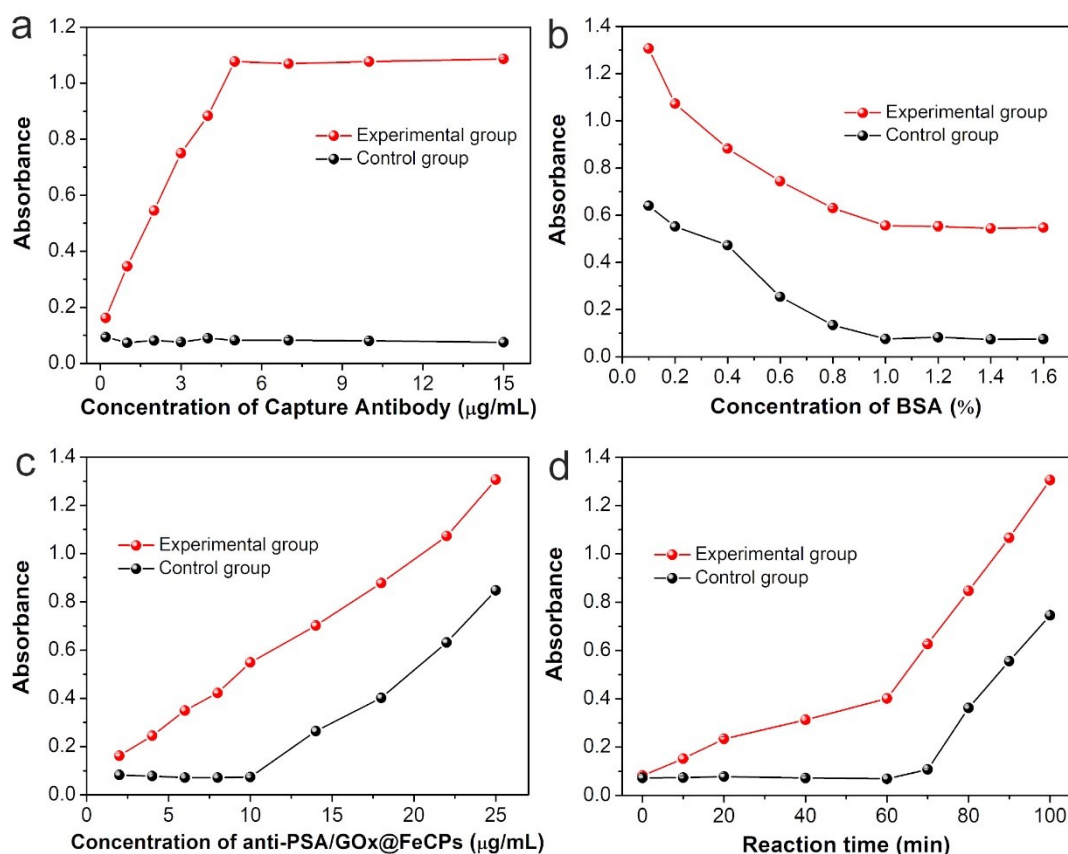 a
1.2
1.0
0.8
0.6
0.4
0.2
0.0
Absorbance
Experimental group
Control group
0 3 6 9 12 15
Concentration of Capture Antibody (μg/mL)
b
1.4
1.2
1.0
0.8
0.6
0.4
0.2
0.0
Absorbance
Experimental group
Control group
0.0 0.2 0.4 0.6 0.8 1.0 1.2 1.4 1.6
Concentration of BSA (%)
c
1.4
1.2
1.0
0.8
0.6
0.4
0.2
0.0
Absorbance
Experimental group
Control group
0 5 10 15 20 25
Concentration of anti-PSA/GOx@FeCPs (μg/mL)
d
1.4
1.2
1.0
0.8
0.6
0.4
0.2
0.0
Absorbance
Experimental group
Control group
0 20 40 60 80 100
Reaction time (min)